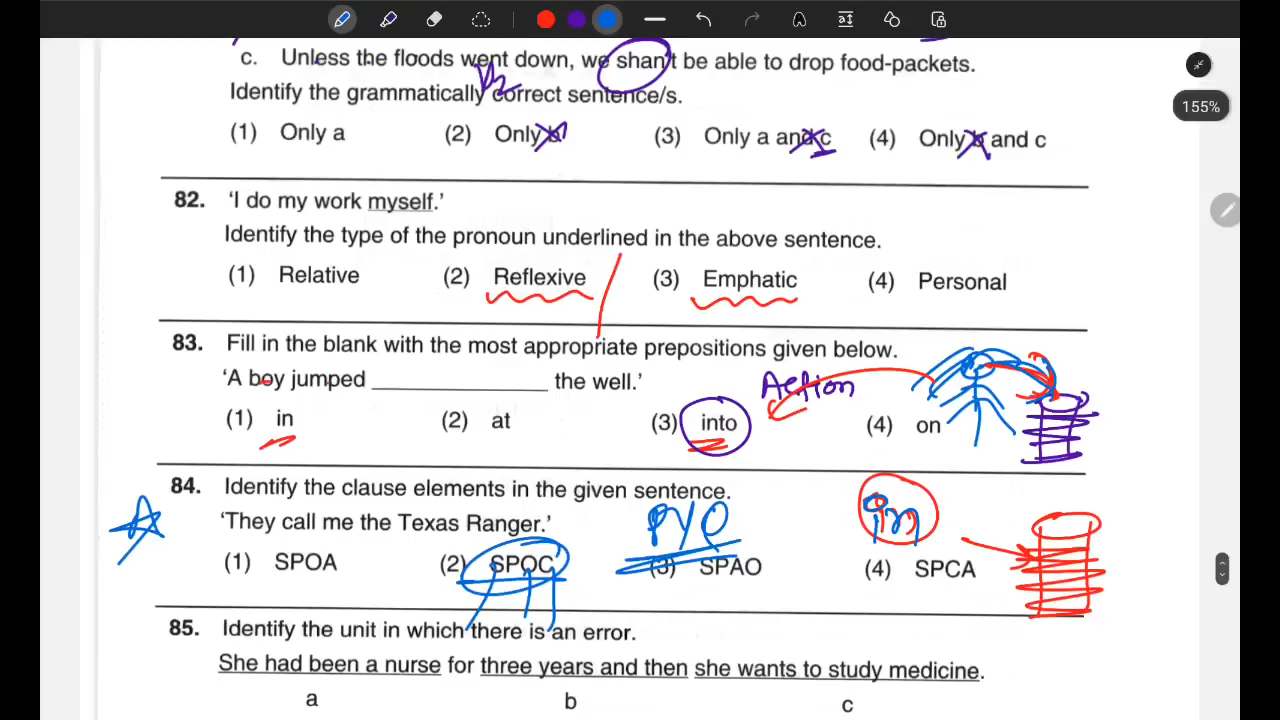 155%
c. Unless the floods went down, we shan't be able to drop food-packets.
V2
Identify the grammatically correct sentence/s.
(1) Only a (2) Only b (3) Only a and c (4) Only b and c
82. 'I do my work myself.'
Identify the type of the pronoun underlined in the above sentence.
(1) Relative (2) Reflexive (3) Emphatic (4) Personal
83. Fill in the blank with the most appropriate prepositions given below.
'A boy jumped ______________ the well.'
Action
(1) in (2) at (3) into (4) on
84. Identify the clause elements in the given sentence.
'They call me the Texas Ranger.'
PYQ
in
(1) SPOA (2) SPOC (3) SPAO (4) SPCA
85. Identify the unit in which there is an error.
She had been a nurse for three years and then she wants to study medicine.
a b c